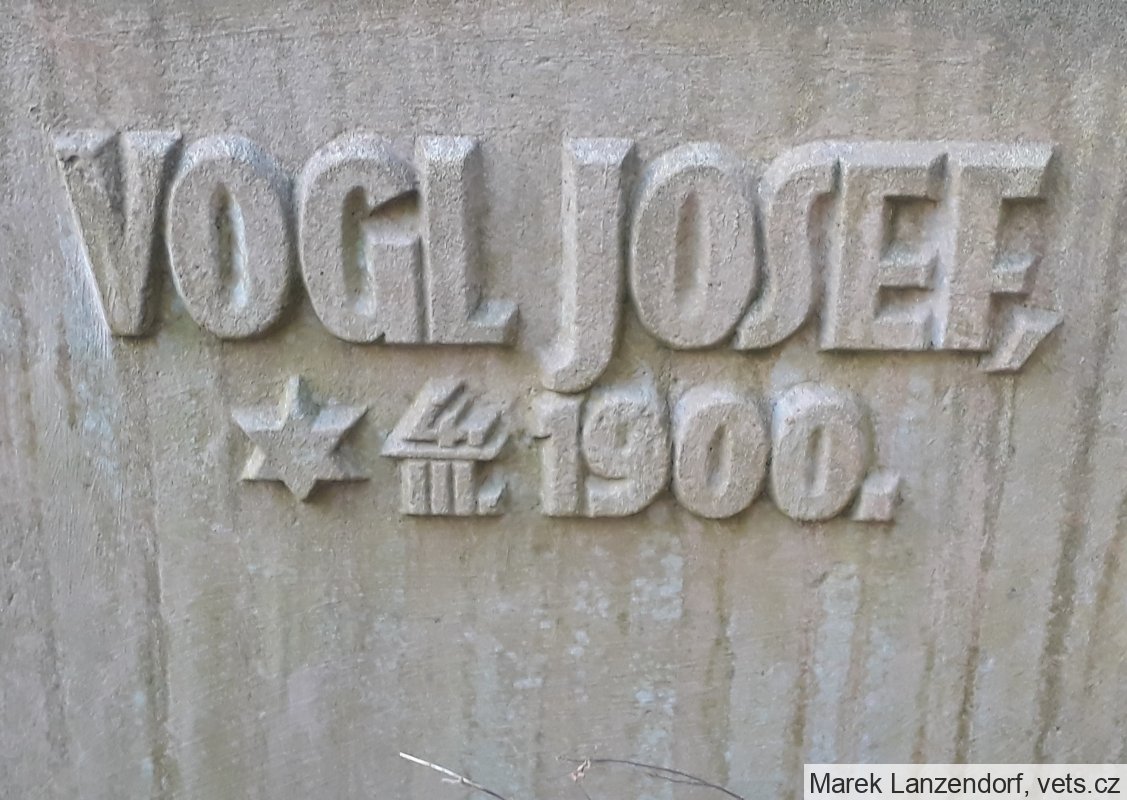 VOGL JOSEF,
* 4./III. 1900.
Marek Lanzendorf, vets.cz